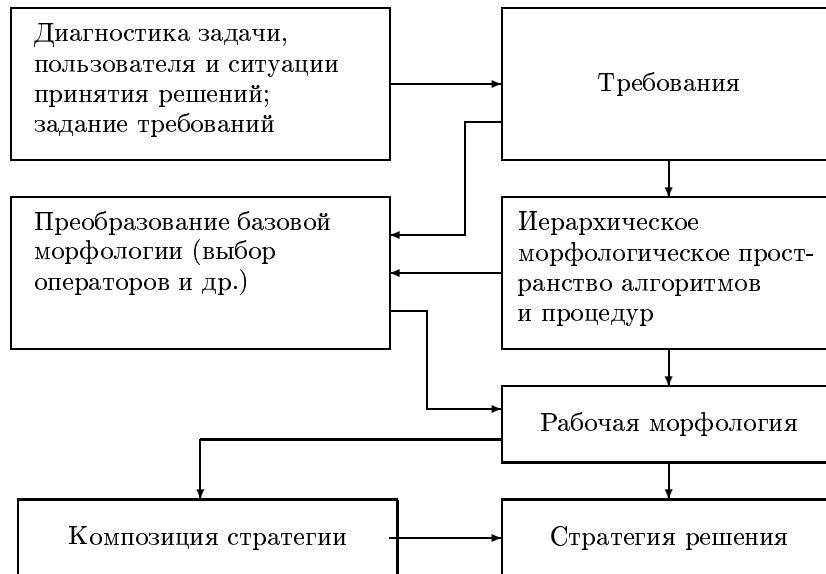 Диагностика задачи,
пользователя и ситуации
принятия решений;
задание требований
Требования
Преобразование базовой
морфологии (выбор
операторов и др.)
Иерархическое
морфологическое прост-
ранство алгоритмов
и процедур
Рабочая морфология
Композиция стратегии
Стратегия решения